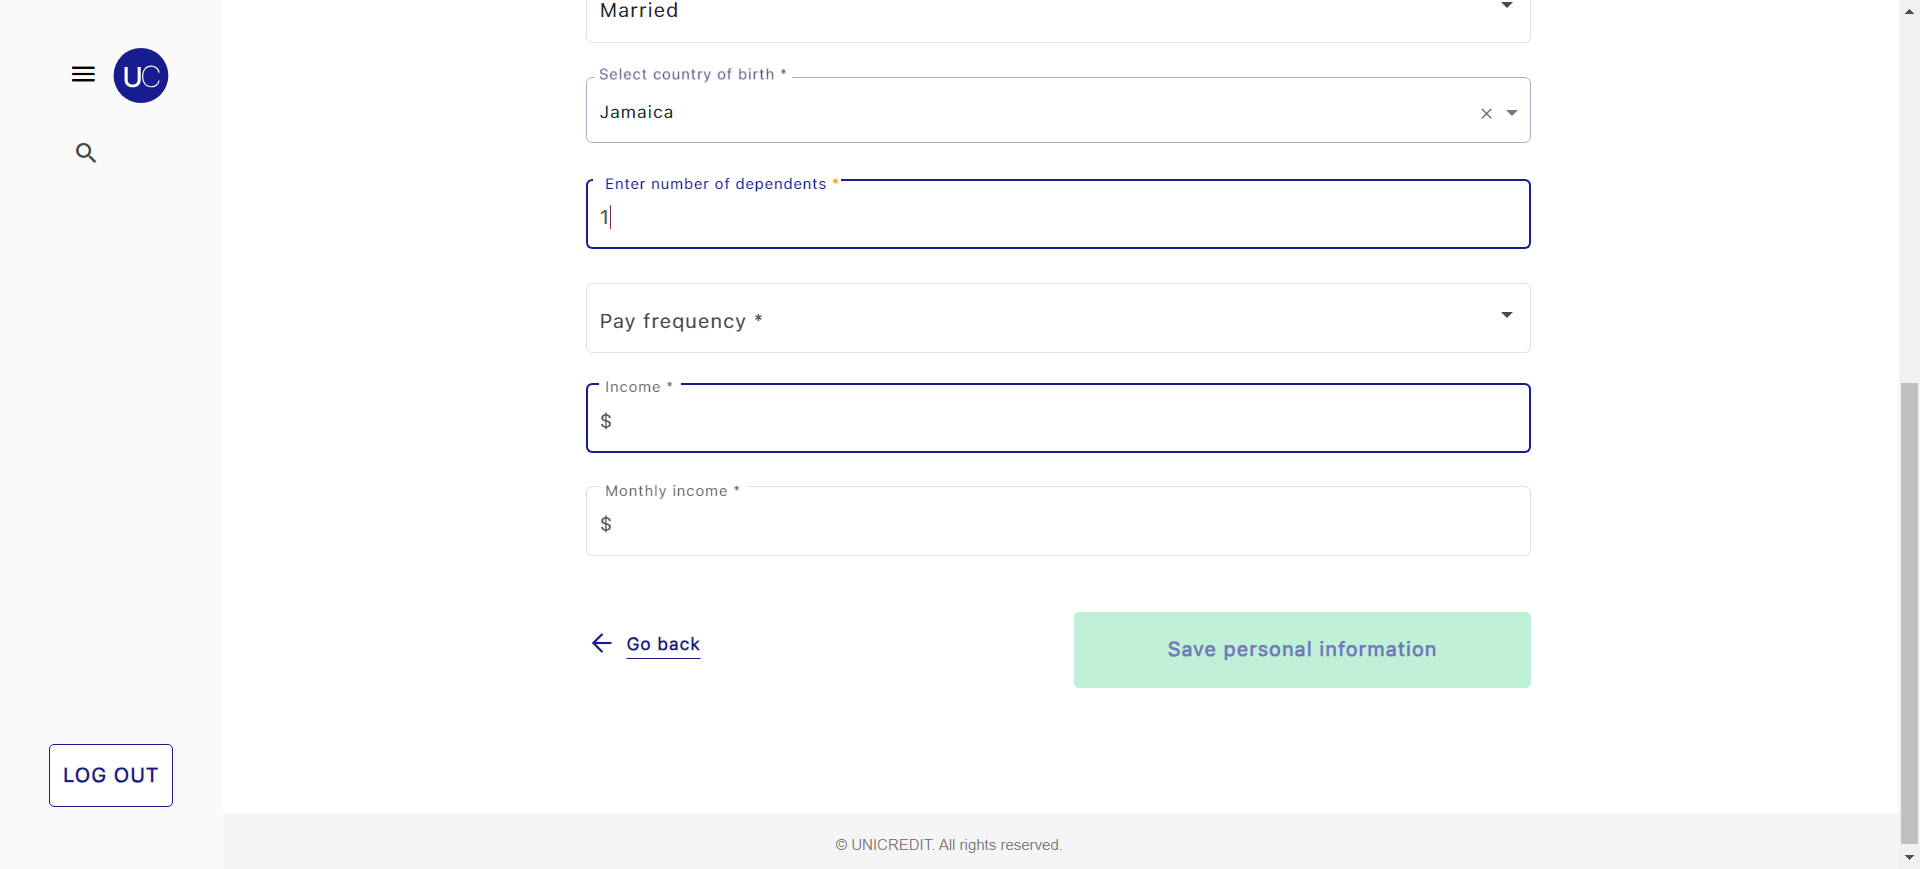 Married
UC
Select country of birth *
Jamaica
Enter number of dependents *
1
Pay frequency *
Income *
$
Monthly income *
$
Go back
Save personal information
LOG OUT
© UNICREDIT. All rights reserved.